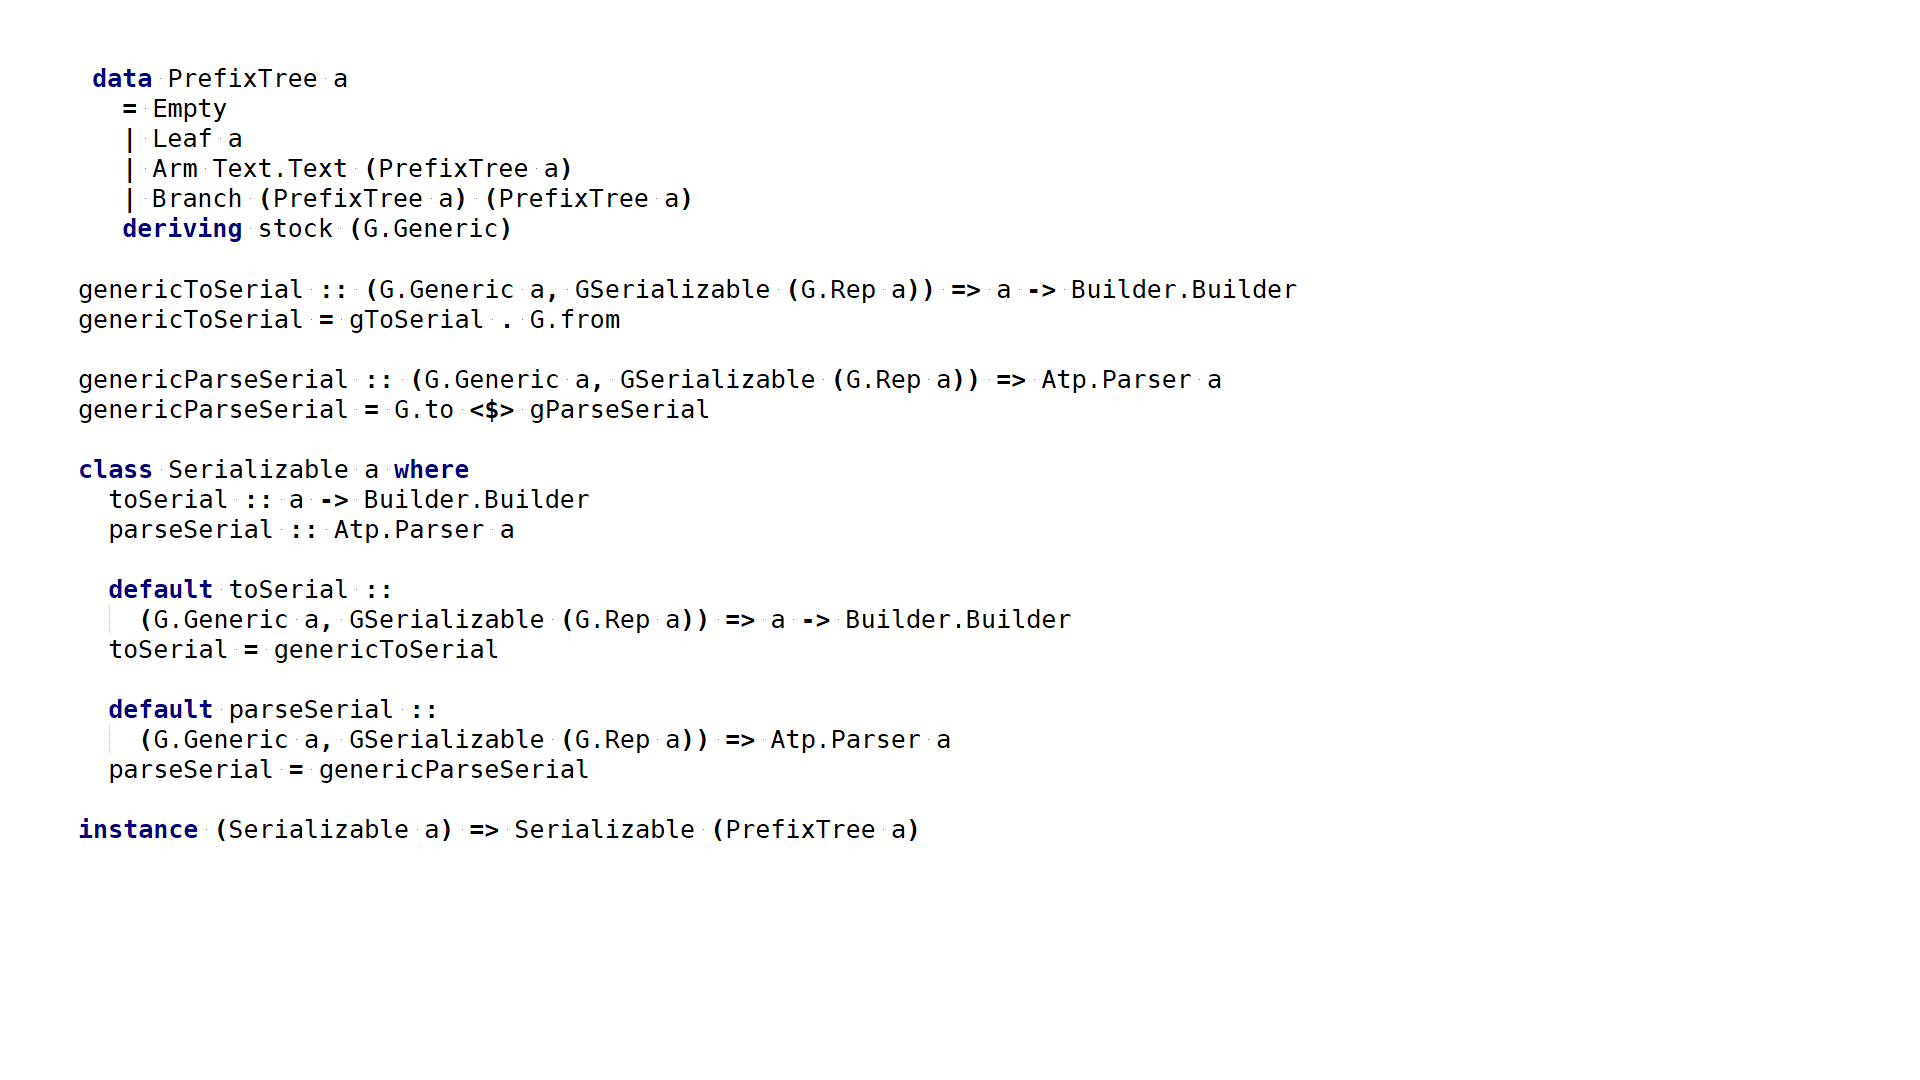 data PrefixTree a
= Empty
| Leaf a
| Arm Text.Text (PrefixTree a)
| Branch (PrefixTree a) (PrefixTree a)
deriving stock (G.Generic)
genericToSerial :: (G.Generic a, GSerializable (G.Rep a)) => a -> Builder.Builder
genericToSerial = gToSerial . G.from
genericParseSerial :: (G.Generic a, GSerializable (G.Rep a)) => Atp.Parser a
genericParseSerial = G.to <$> gParseSerial
class Serializable a where
toSerial :: a -> Builder.Builder
parseSerial :: Atp.Parser a
default toSerial ::
(G.Generic a, GSerializable (G.Rep a)) => a -> Builder.Builder
toSerial = genericToSerial
default parseSerial ::
(G.Generic a, GSerializable (G.Rep a)) => Atp.Parser a
parseSerial = genericParseSerial
instance (Serializable a) => Serializable (PrefixTree a)